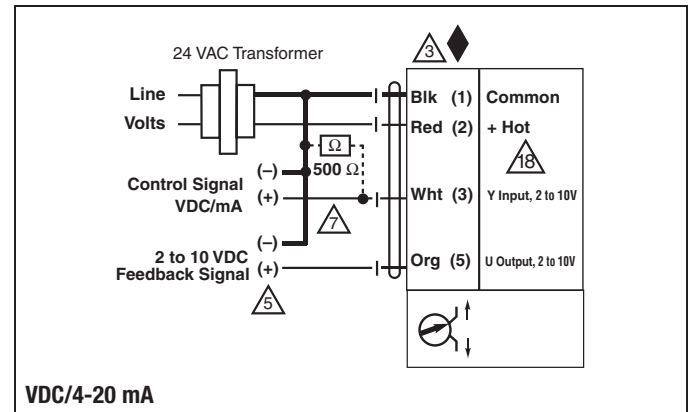 24 VAC Transformer
Line
Volts
3
Blk (1) Common
Red (2) + Hot
18
Ω
500 Ω
(–)
Control Signal
VDC/mA
(+)
7
Wht (3) Y Input, 2 to 10V
(–)
2 to 10 VDC
Feedback Signal
(+)
5
Org (5) U Output, 2 to 10V
VDC/4-20 mA